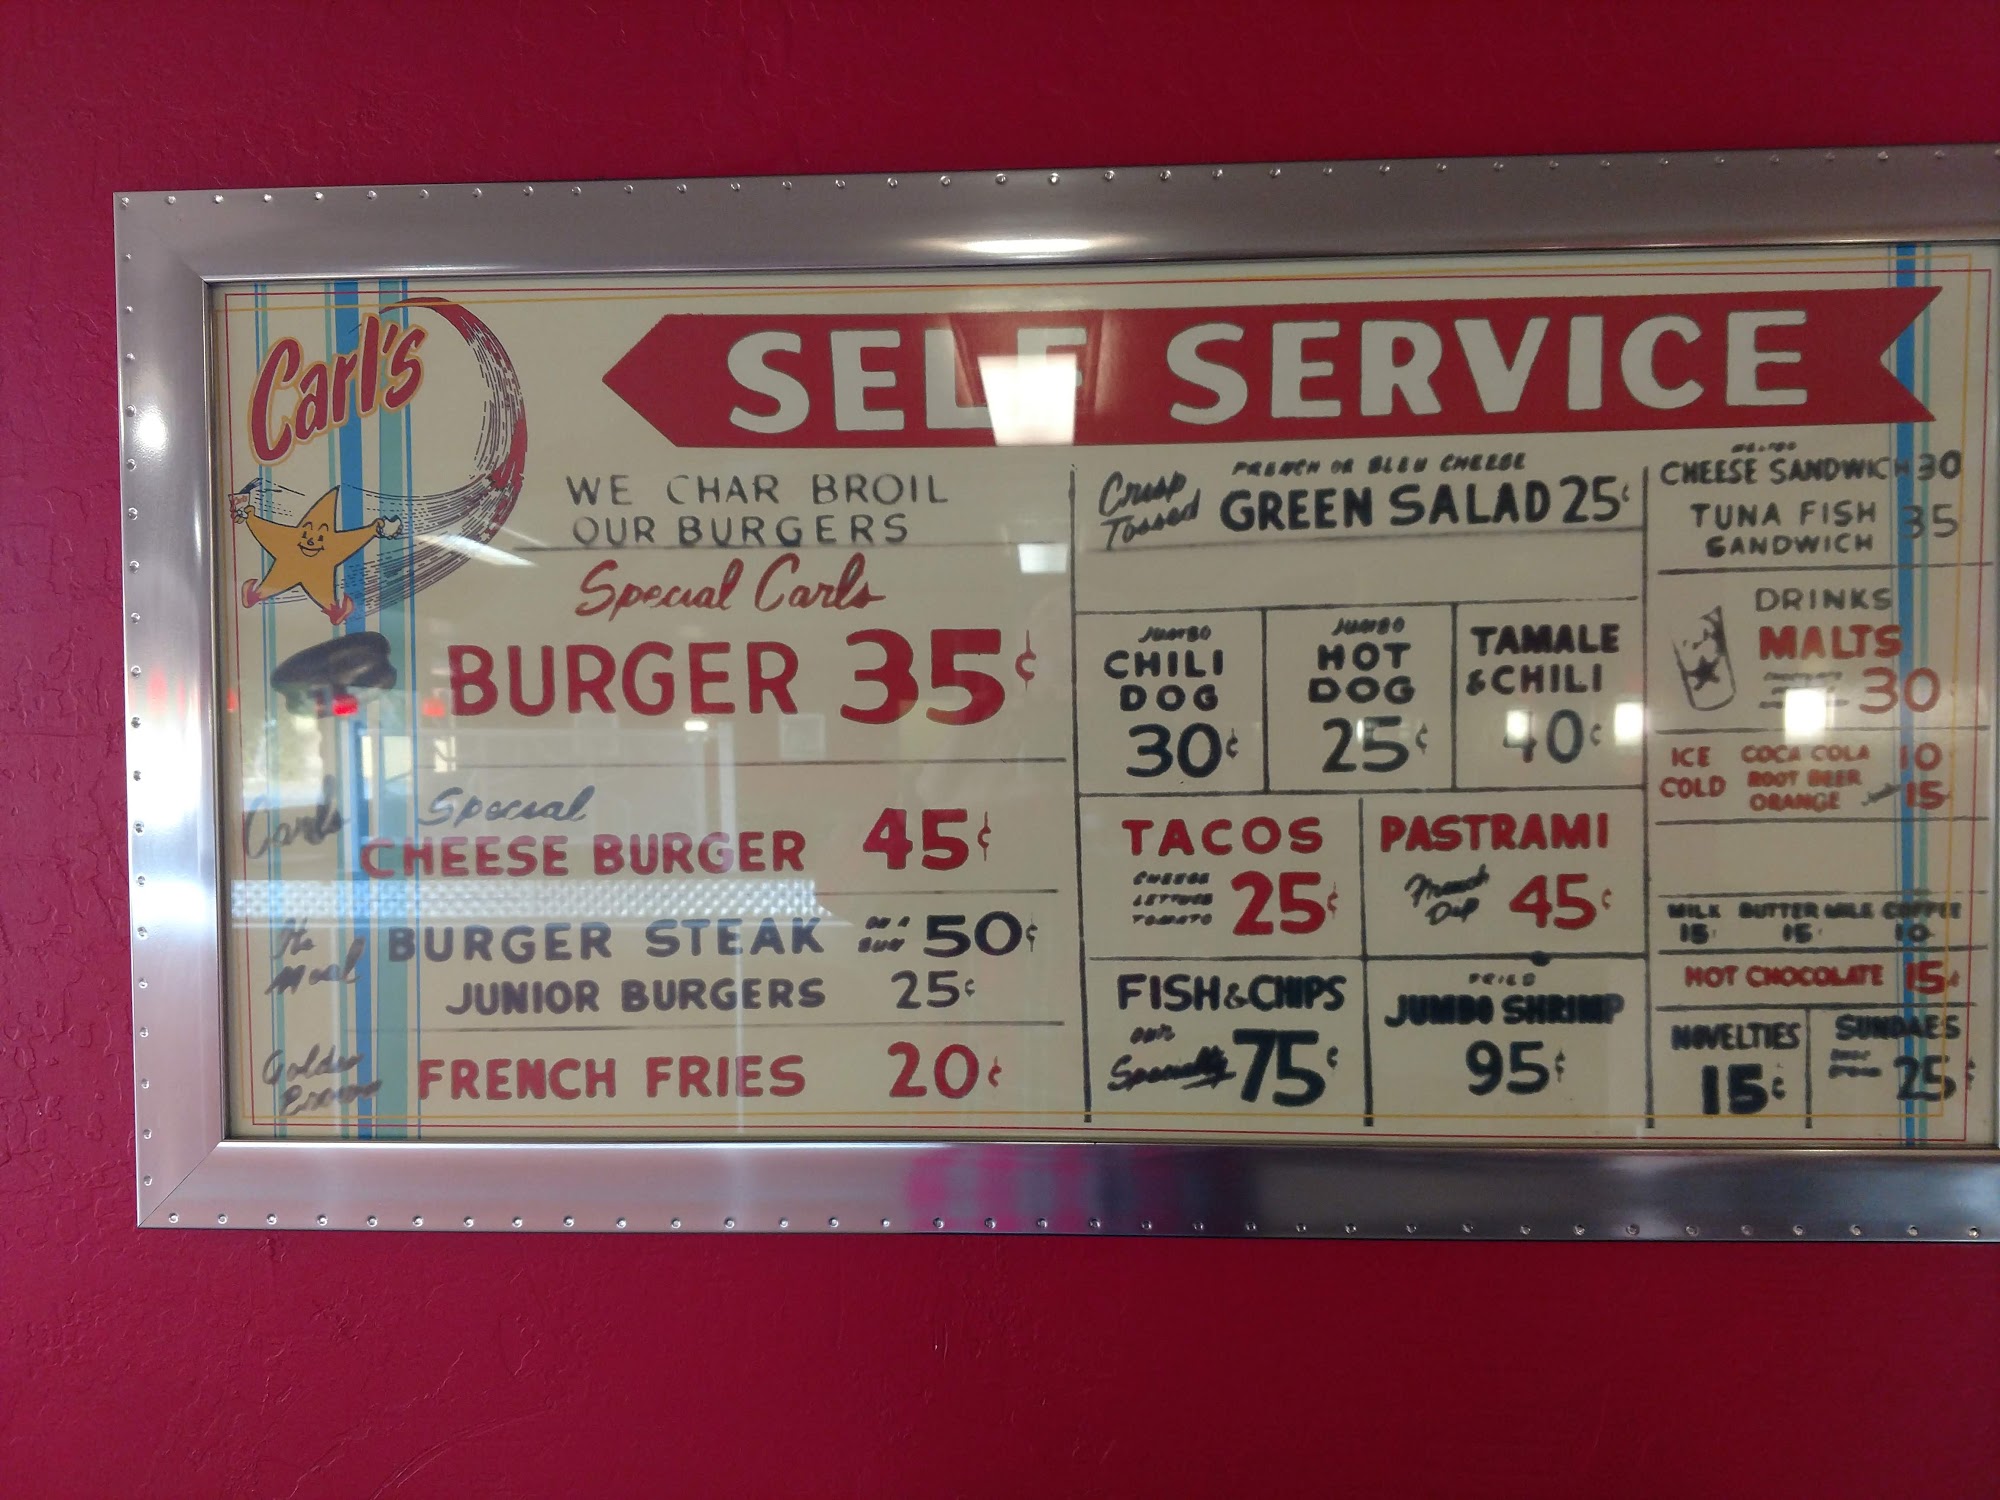 Carl's
SELF SERVICE
WE CHAR BROIL
OUR BURGERS
Special Carls
BURGER 35¢
Carls Special
CHEESE BURGER 45¢
BURGER STEAK ON A BUN 50¢
JUNIOR BURGERS 25¢
Golden Brown
FRENCH FRIES 20¢
Crisp Tossed
FRENCH OR BLEU CHEESE
GREEN SALAD 25¢
JUMBO
CHILI
DOG
30¢
JUMBO
HOT
DOG
25¢
TAMALE
& CHILI
40¢
TACOS
CHEESE
LETTUCE
TOMATO
25¢
PASTRAMI
French Dip 45¢
FISH & CHIPS
our Specialty 75¢
FRIED
JUMBO SHRIMP
95¢
MELTED
CHEESE SANDWICH 30
TUNA FISH
SANDWICH 35
DRINKS
MALTS
30
ICE COLD
COCA COLA 10
ROOT BEER
ORANGE 15
MILK BUTTER MILK COFFEE
15 15 10
HOT CHOCOLATE 15¢
NOVELTIES
15¢
SUNDAES
25¢